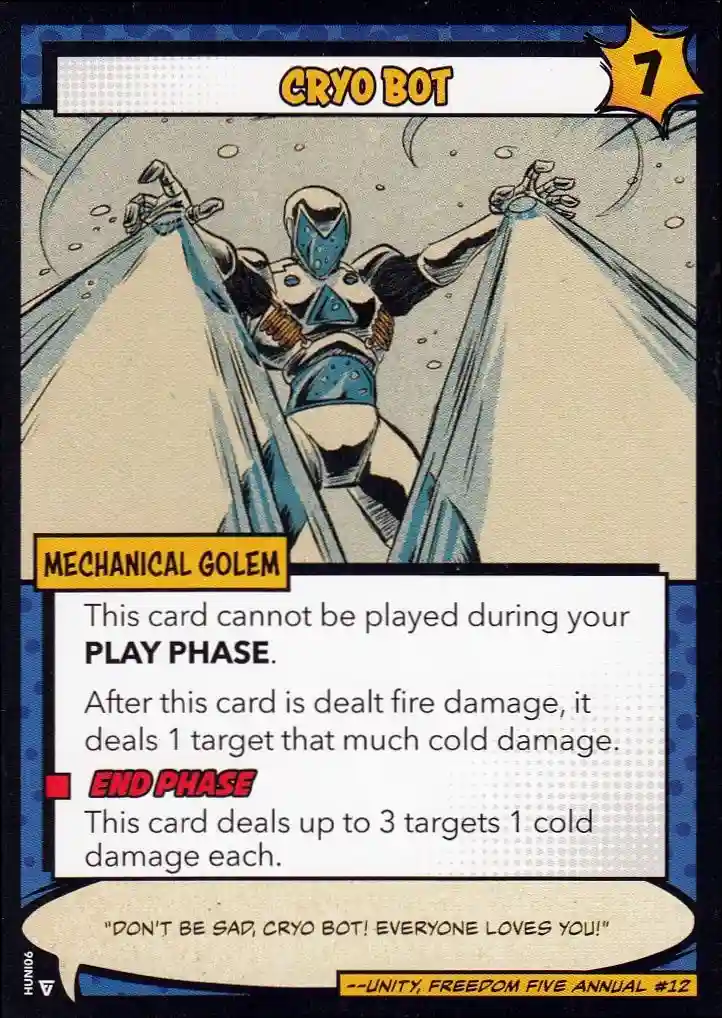 CRYO BOT
7
MECHANICAL GOLEM
This card cannot be played during your
PLAY PHASE.
After this card is dealt fire damage, it
deals 1 target that much cold damage.
END PHASE
This card deals up to 3 targets 1 cold
damage each.
"DON'T BE SAD, CRYO BOT! EVERYONE LOVES YOU!"
--UNITY, FREEDOM FIVE ANNUAL #12
HUNI06